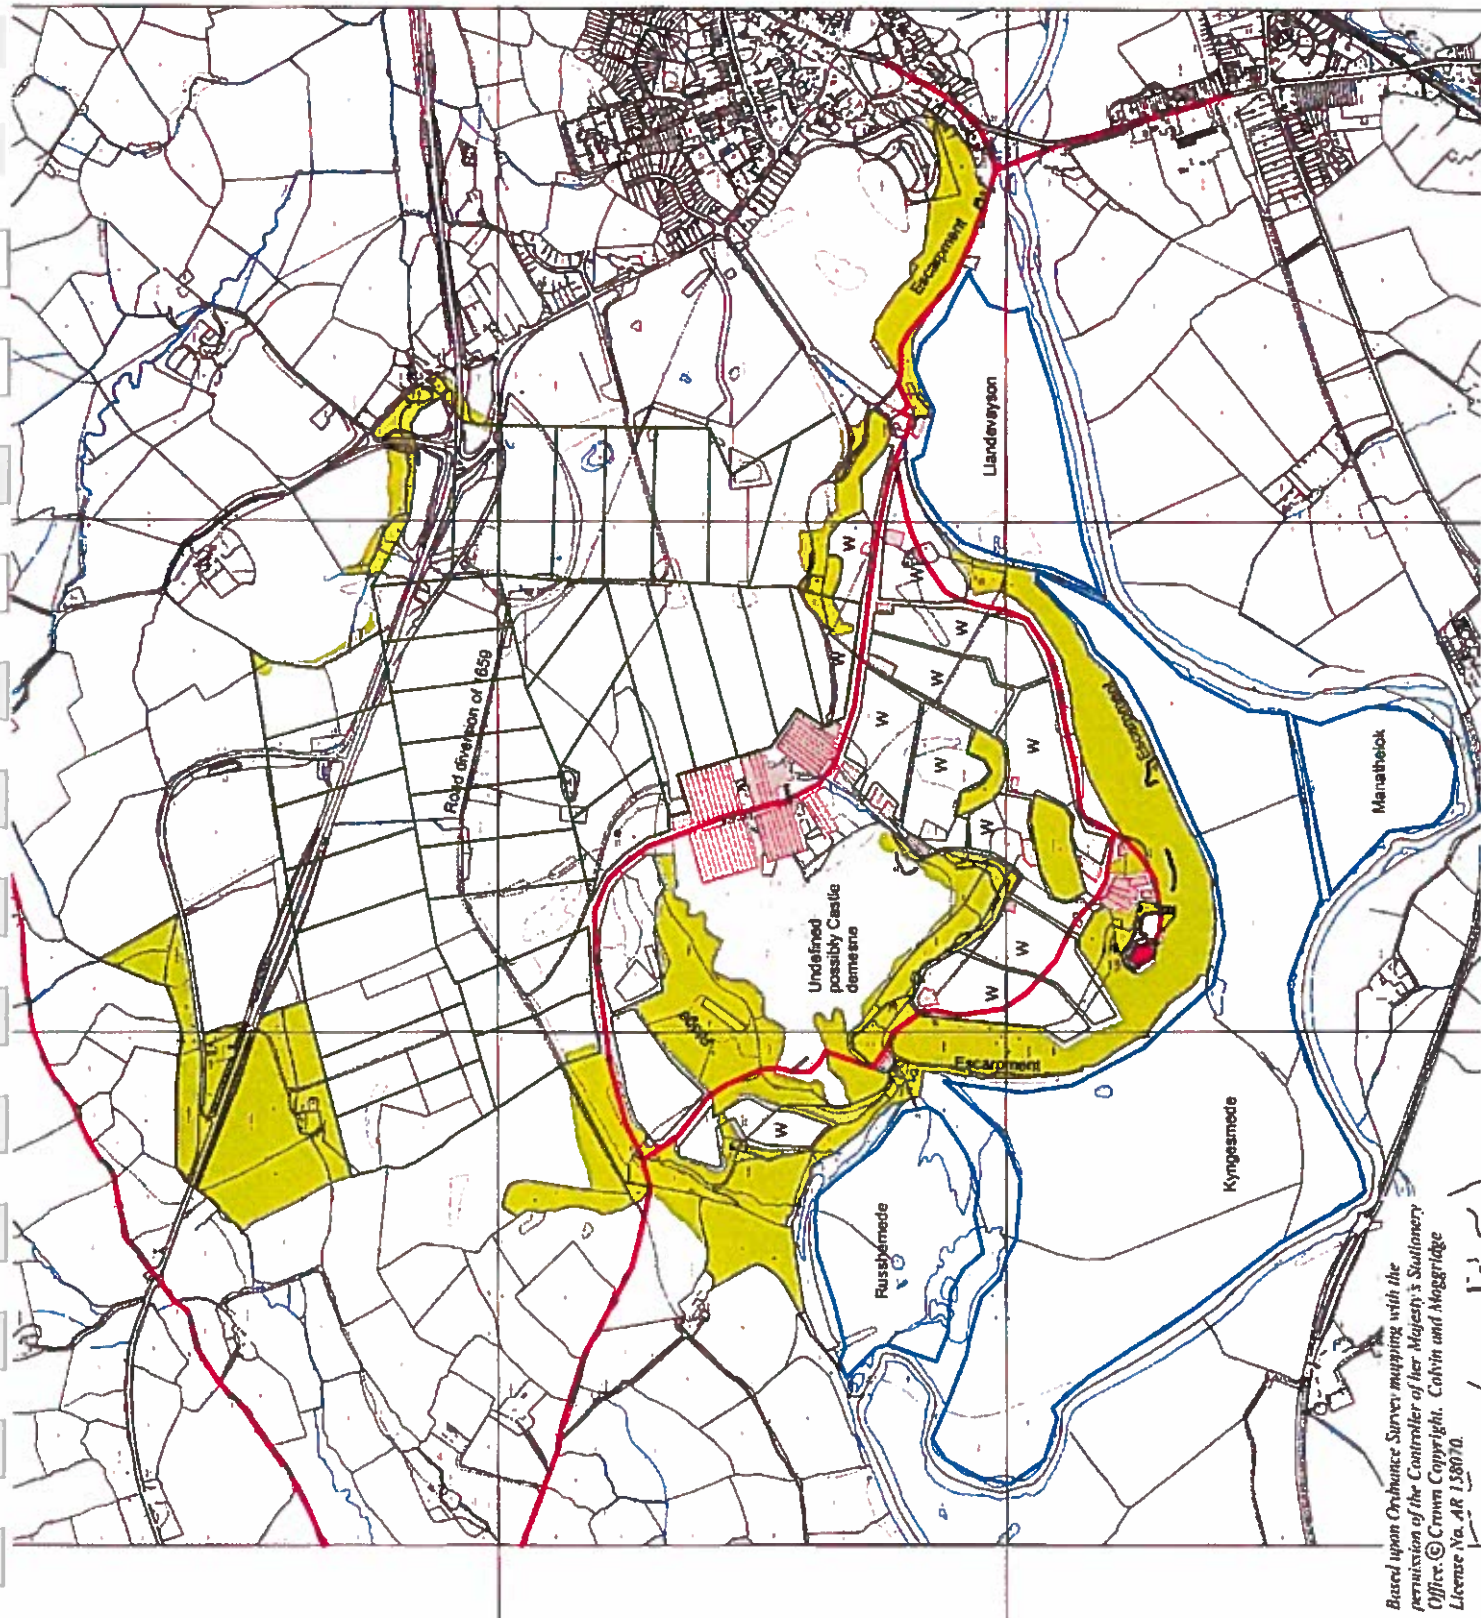 Road diversion of 1659
Escarpment
Llandevayson
W
W
W
W
W
W
W
W
W
W
W
W
Undefined
possibly Castle
demesne
Escarpment
Manathelok
Escarpment
W
Russhemede
Kyngesmede
Based upon Ordnance Survey mapping with the
permission of the Controller of her Majesty's Stationery
Office. © Crown Copyright. Colvin and Moggridge
License No. AR 138070.